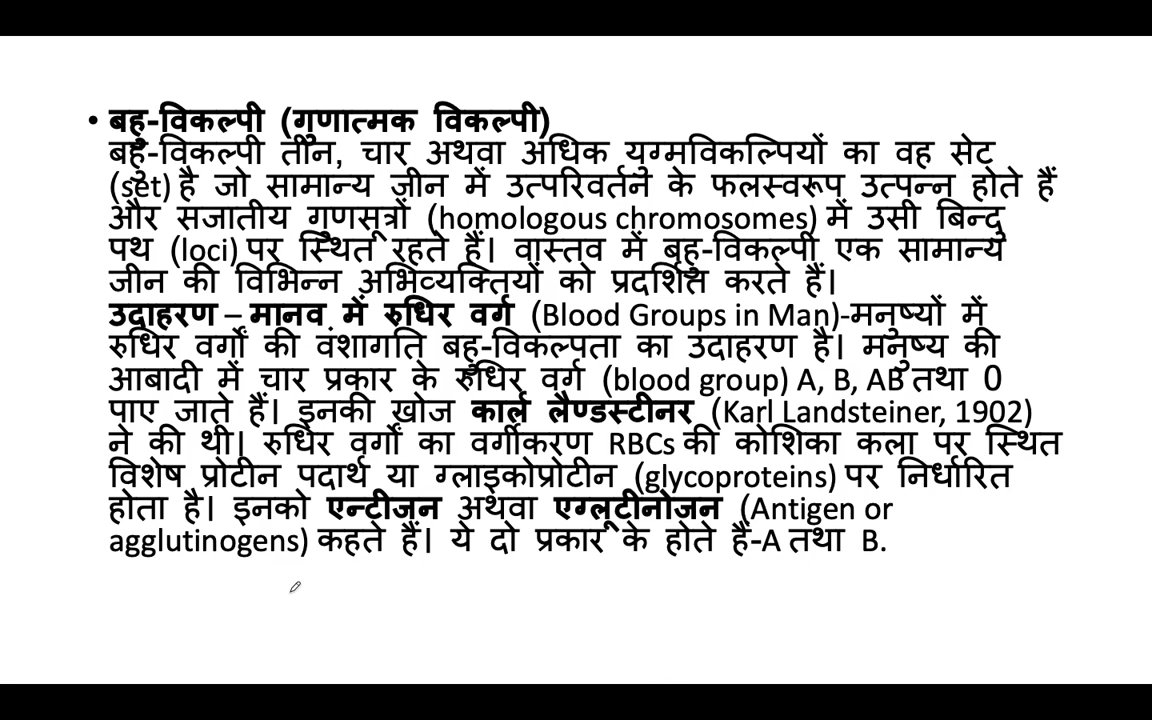 • बहु-विकल्पी (गुणात्मक विकल्पी)
बहु-विकल्पी तीन, चार अथवा अधिक युग्मविकल्पियों का वह सेट
(set) है जो सामान्य जीन में उत्परिवर्तन के फलस्वरूप उत्पन्न होते हैं
और सजातीय गुणसूत्रों (homologous chromosomes) में उसी बिन्दु
पथ (loci) पर स्थित रहते हैं। वास्तव में बृहु-विकल्पी एक सामान्य
जीन की विभिन्न अभिव्यक्तियों को प्रदर्शित करते हैं।
उदाहरण – मानव. में रुधिर वर्ग (Blood Groups in Man)-मनुष्यों में
रुधिर वर्गों की वंशागति बहु-विकल्पता का उदाहरण है। मनुष्य की
आबादी में चार प्रकार के रुधिर वर्ग (blood group) A, B, AB तथा 0
पाए जाते हैं। इनकी खोज कार्ल लैण्डस्टीनर (Karl Landsteiner, 1902)
ने की थी। रुधिर वर्गों का वर्गीकरण RBCs की कोशिका कला पर स्थित
विशेष प्रोटीन पदार्थ या ग्लाइकोप्रोटीन (glycoproteins) पर निर्धारित
होता है। इनको एन्टीजन अथवा एग्लूटीनोजन (Antigen or
agglutinogens) कहते हैं। ये दो प्रकार के होते हैं-A तथा B.